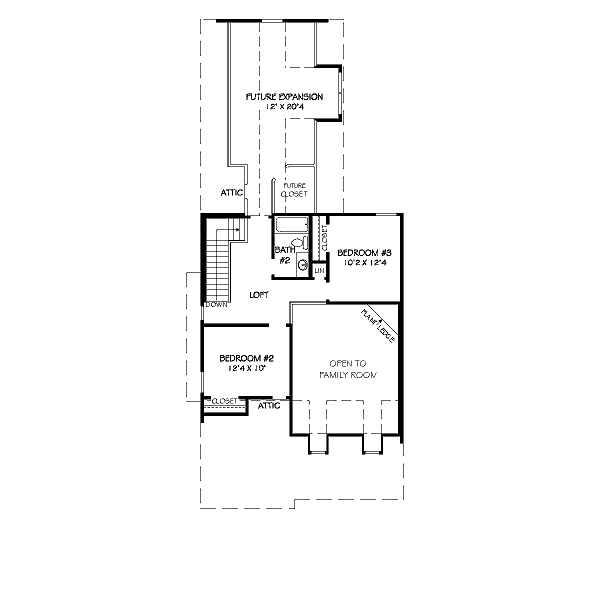 FUTURE EXPANSION
12' X 20'4
ATTIC
FUTURE
CLOSET
BATH
#2
CLOSET
BEDROOM #3
10'2 X 12'4
LIN
LOFT
DOWN
PLANT LEDGE
BEDROOM #2
12'4 X 10'
OPEN TO
FAMILY ROOM
CLOSET
ATTIC